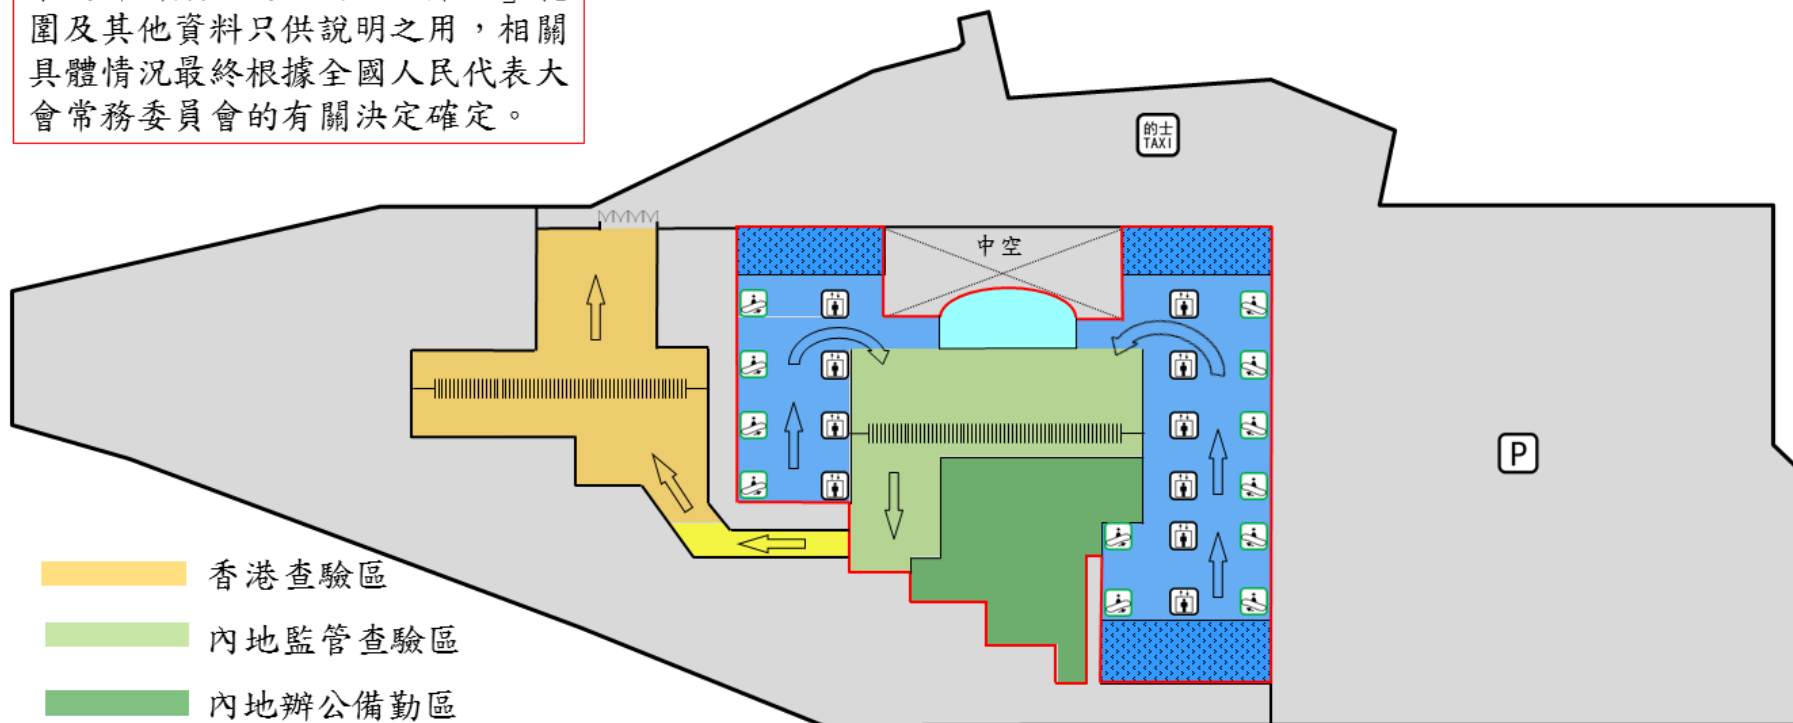 圍及其他資料只供說明之用，相關
具體情況最終根據全國人民代表大
會常務委員會的有關決定確定。
的士
TAXI
中空
P
香港查驗區
內地監管查驗區
內地辦公備勤區